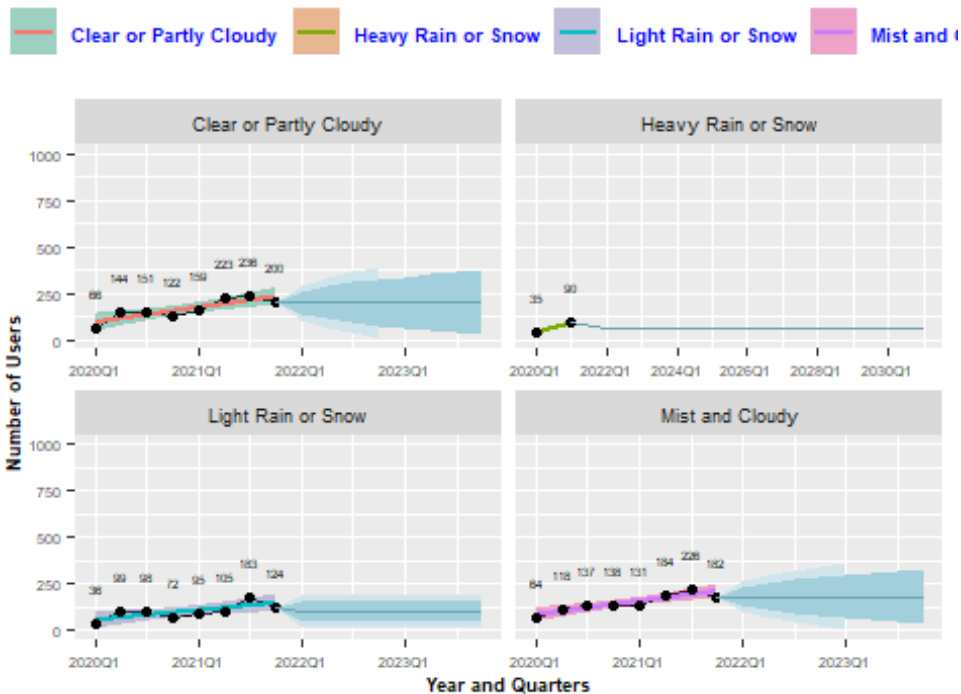 Clear or Partly Cloudy Heavy Rain or Snow Light Rain or Snow Mist and
Clear or Partly Cloudy Heavy Rain or Snow
1000
750
500
250
0
66 144 151 122 159 223 236 200
35 90
2020Q1 2021Q1 2022Q1 2023Q1
2020Q1 2022Q1 2024Q1 2026Q1 2028Q1 2030Q1
Light Rain or Snow Mist and Cloudy
1000
750
500
250
0
36 99 98 72 95 105 183 124
64 118 137 138 131 184 226 182
2020Q1 2021Q1 2022Q1 2023Q1
2020Q1 2021Q1 2022Q1 2023Q1
Number of Users
Year and Quarters